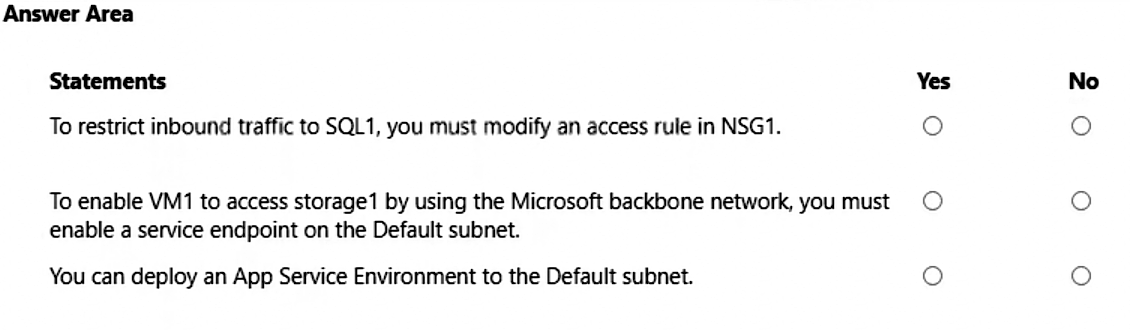 Answer Area
Statements Yes No
To restrict inbound traffic to SQL1, you must modify an access rule in NSG1.
To enable VM1 to access storage1 by using the Microsoft backbone network, you must
enable a service endpoint on the Default subnet.
You can deploy an App Service Environment to the Default subnet.